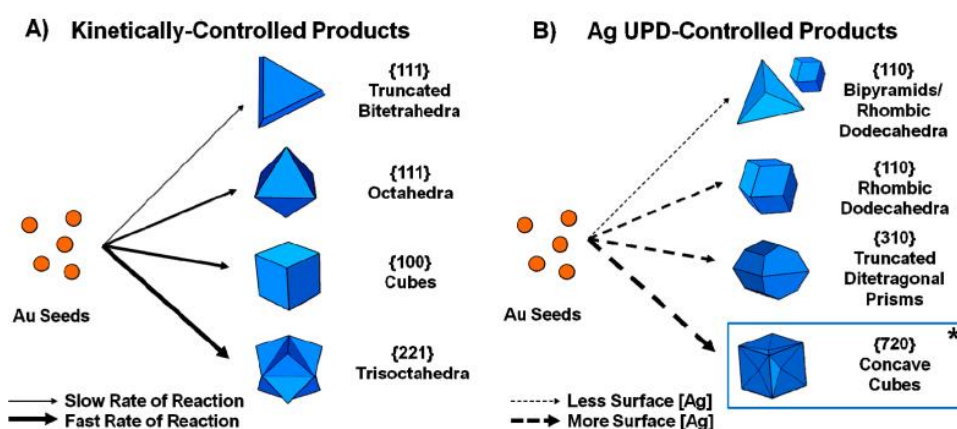 A) Kinetically-Controlled Products
{111}
Truncated
Bitetrahedra
{111}
Octahedra
{100}
Cubes
{221}
Trisoctahedra
Au Seeds
Slow Rate of Reaction
Fast Rate of Reaction
B) Ag UPD-Controlled Products
{110}
Bipyramids/
Rhombic
Dodecahedra
{110}
Rhombic
Dodecahedra
{310}
Truncated
Ditetragonal
Prisms
*
{720}
Concave
Cubes
Au Seeds
Less Surface [Ag]
More Surface [Ag]